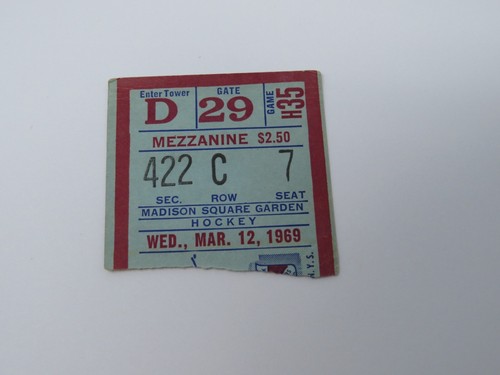 Enter Tower GATE GAME
D 29 H35
MEZZANINE $2.50
422 C 7
SEC. ROW SEAT
MADISON SQUARE GARDEN
HOCKEY
WED., MAR. 12, 1969
N.Y.S.